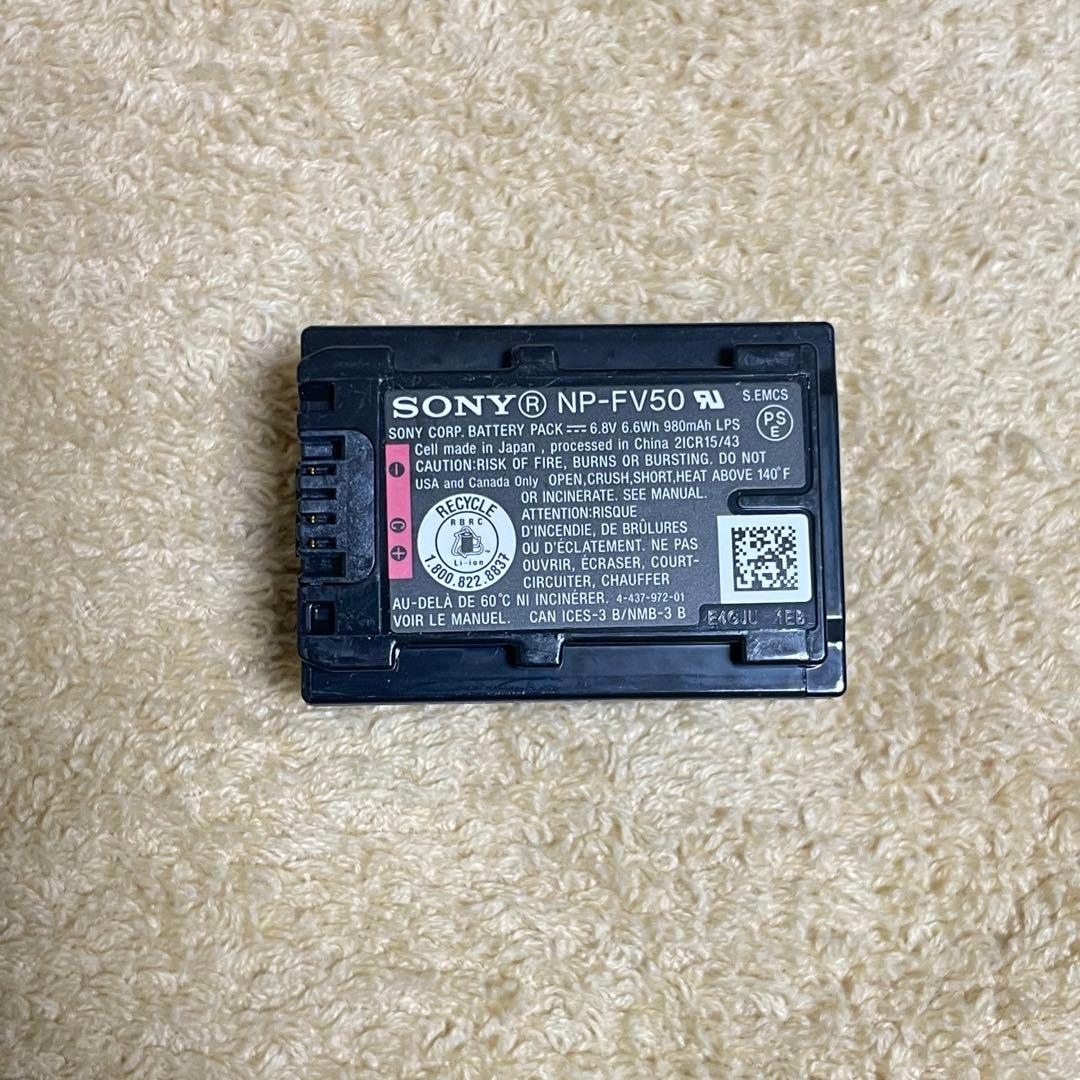 SONY® NP-FV50 RU S.EMCS
PSE
SONY CORP. BATTERY PACK ⎓ 6.8V 6.6Wh 980mAh LPS
Cell made in Japan , processed in China 2ICR15/43
CAUTION:RISK OF FIRE, BURNS OR BURSTING. DO NOT
USA and Canada Only OPEN,CRUSH,SHORT,HEAT ABOVE 140°F
OR INCINERATE. SEE MANUAL.
ATTENTION:RISQUE
D'INCENDIE, DE BRÛLURES
OU D'ÉCLATEMENT. NE PAS
OUVRIR, ÉCRASER, COURT-
CIRCUITER, CHAUFFER
AU-DELÀ DE 60°C NI INCINÉRER. 4-437-972-01
VOIR LE MANUEL. CAN ICES-3 B/NMB-3 B
− C +
RECYCLE
RBRC
Li-ion
1.800.822.8837